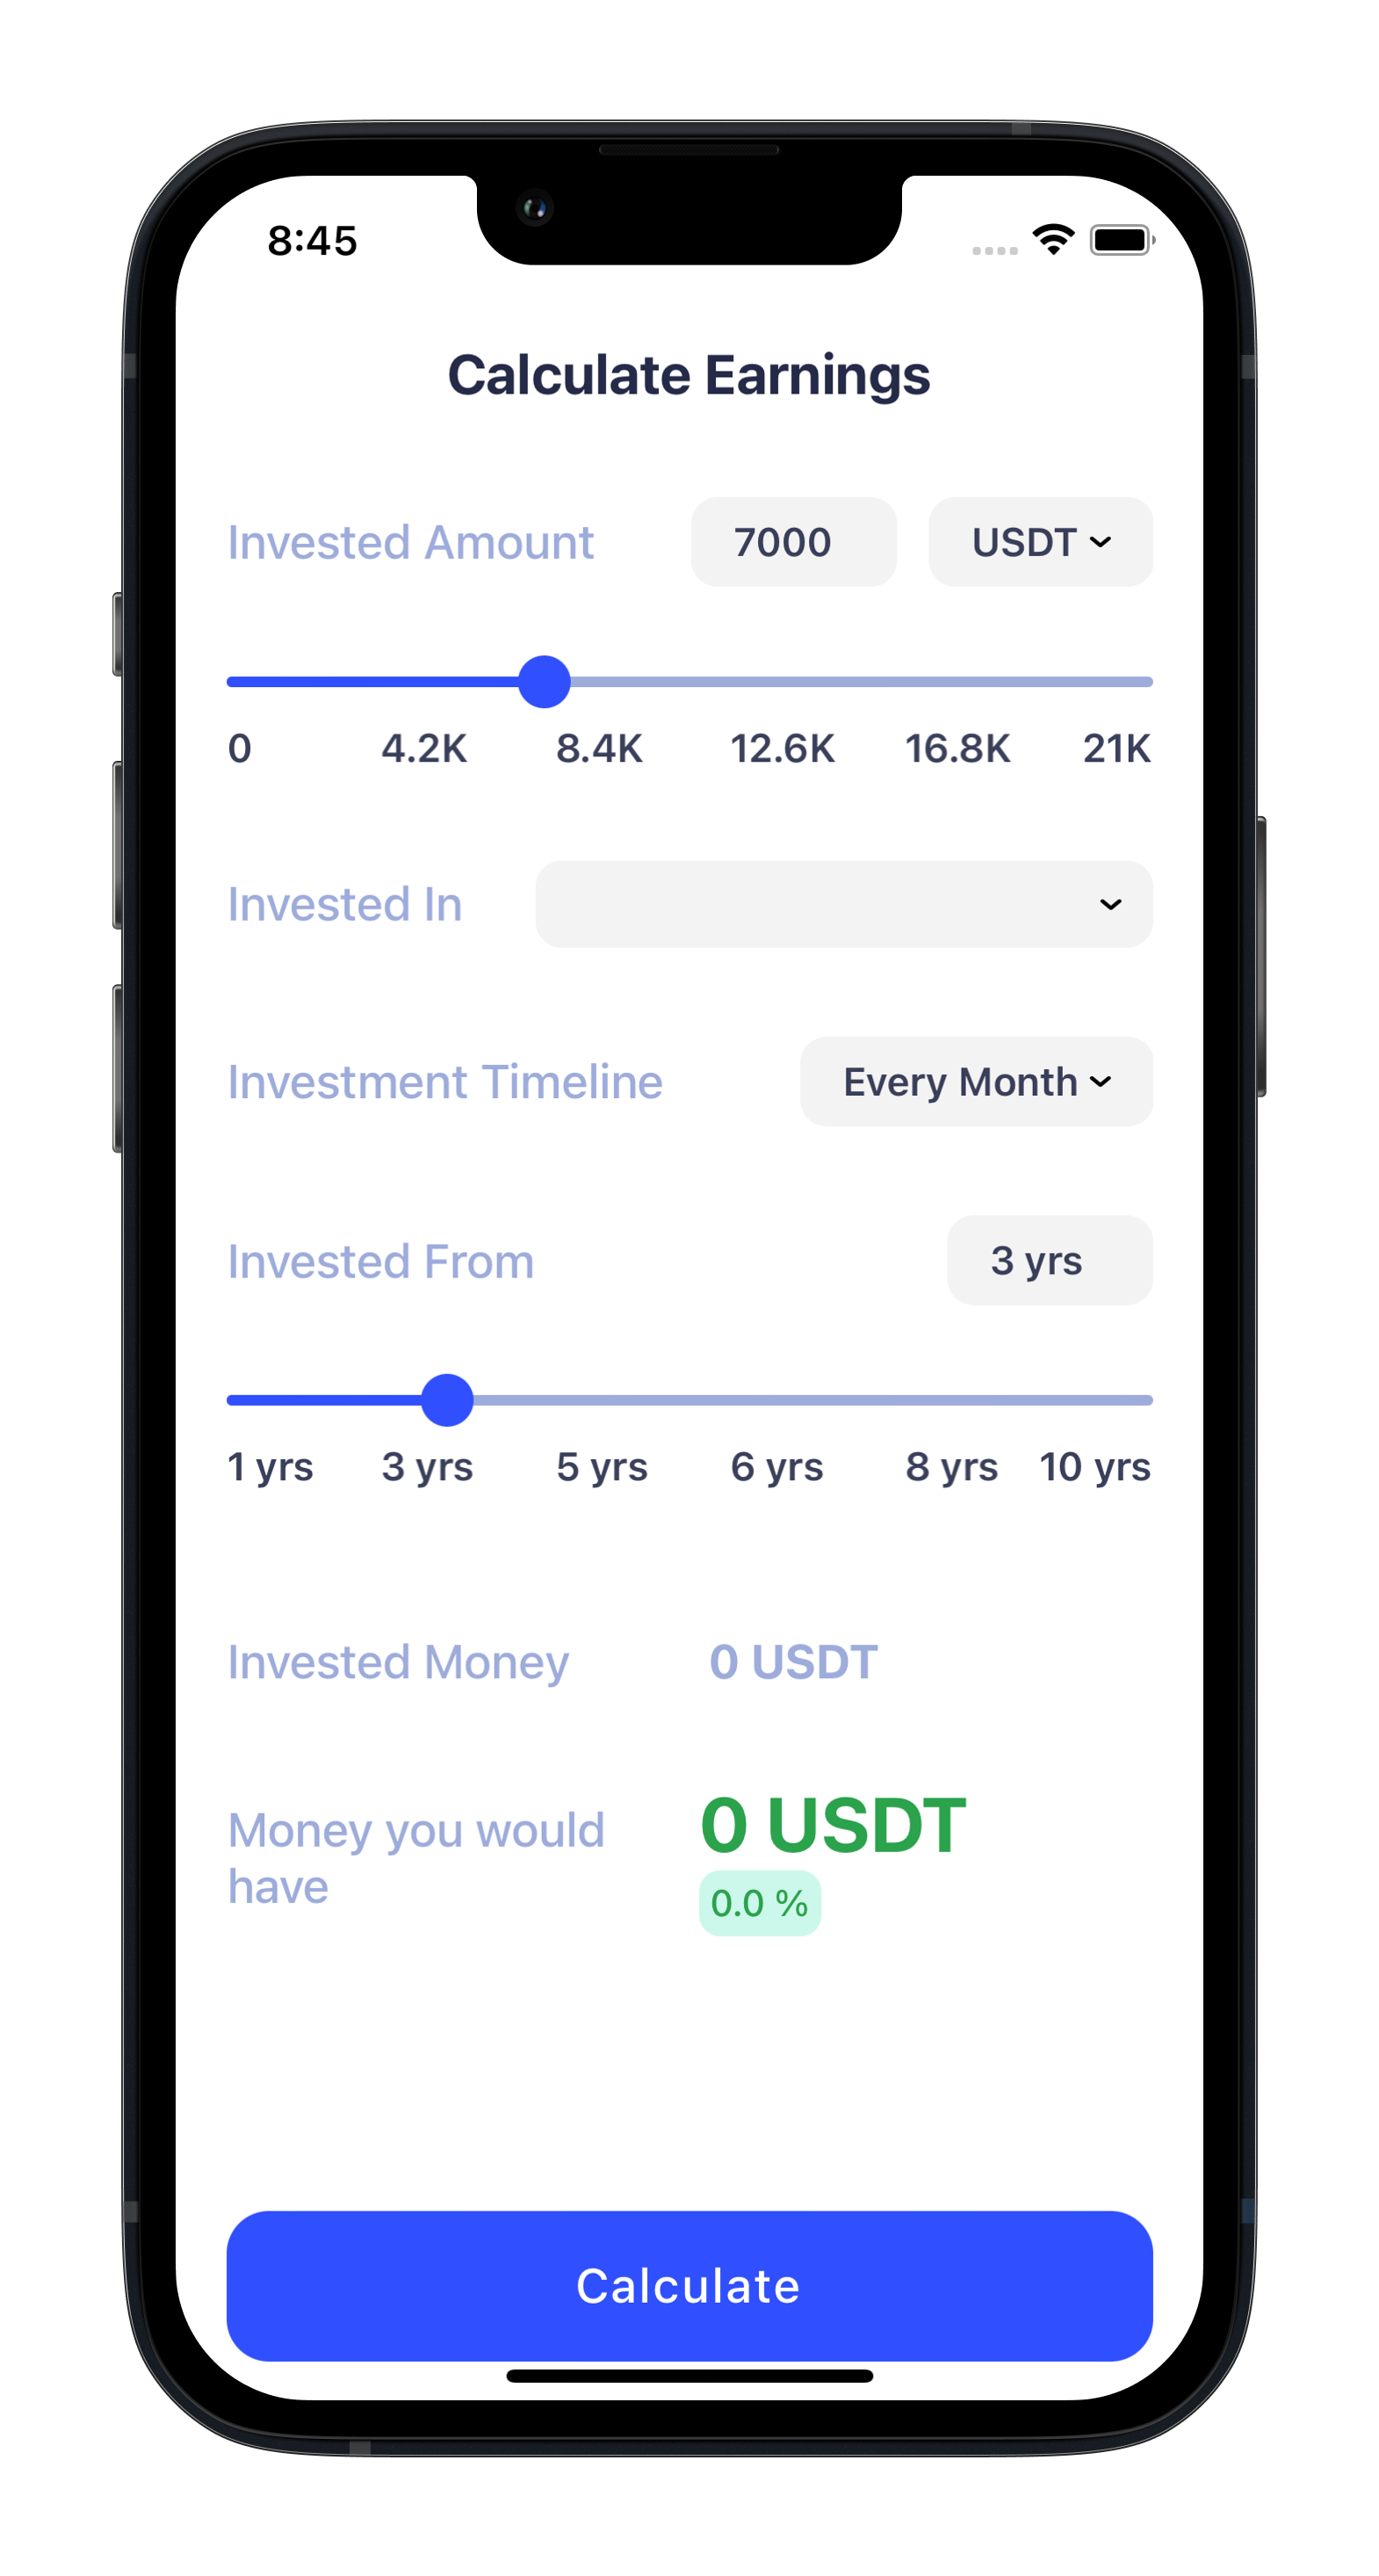 8:45
Calculate Earnings
Invested Amount 7000 USDT
0 4.2K 8.4K 12.6K 16.8K 21K
Invested In
Investment Timeline Every Month
Invested From 3 yrs
1 yrs 3 yrs 5 yrs 6 yrs 8 yrs 10 yrs
Invested Money 0 USDT
Money you would
have
0 USDT
0.0 %
Calculate